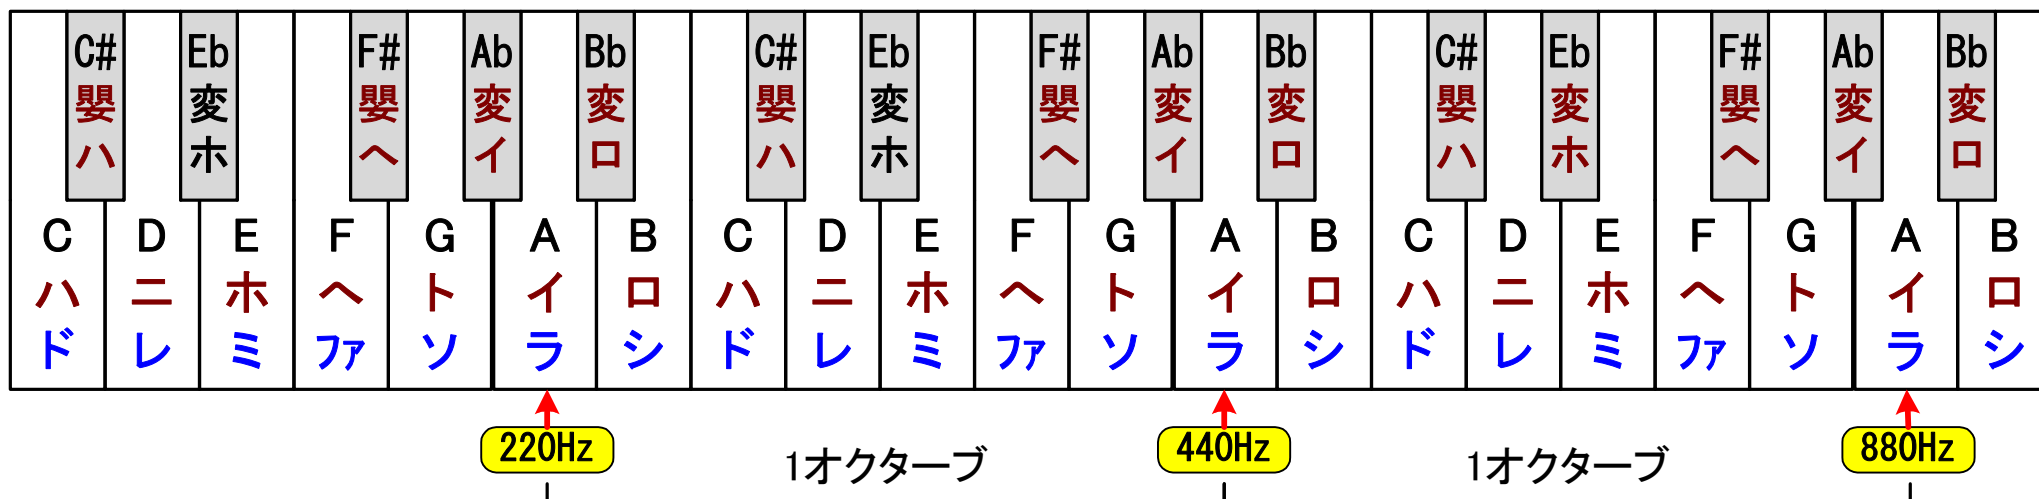 C# Eb F# Ab Bb C# Eb F# Ab Bb C# Eb F# Ab Bb
嬰 変 嬰 変 変 嬰 変 嬰 変 変 嬰 変 嬰 変 変
ハ ホ ヘ イ ロ ハ ホ ヘ イ ロ ハ ホ ヘ イ ロ
C D E F G A B C D E F G A B C D E F G A B
ハ ニ ホ ヘ ト イ ロ ハ ニ ホ ヘ ト イ ロ ハ ニ ホ ヘ ト イ ロ
ド レ ミ ファ ソ ラ シ ド レ ミ ファ ソ ラ シ ド レ ミ ファ ソ ラ シ
220Hz 1オクターブ 440Hz 1オクターブ 880Hz